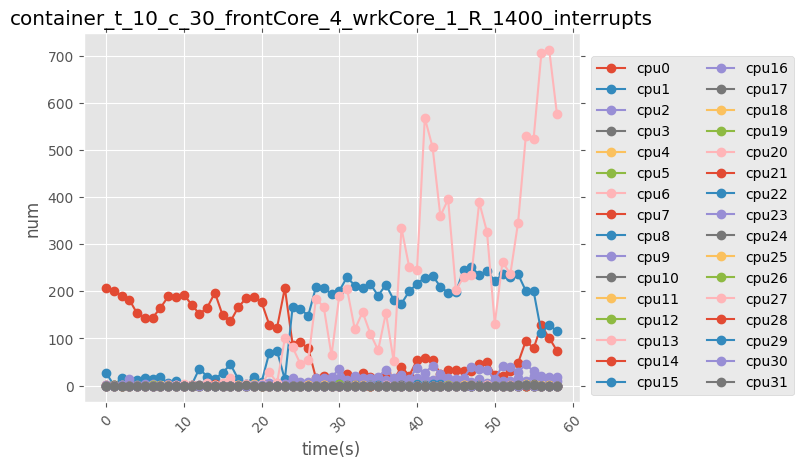 container_t_10_c_30_frontCore_4_wrkCore_1_R_1400_interrupts
700
600
500
400
300
200
100
0
num
0
10
20
30
40
50
60
time(s)
cpu0
cpu1
cpu2
cpu3
cpu4
cpu5
cpu6
cpu7
cpu8
cpu9
cpu10
cpu11
cpu12
cpu13
cpu14
cpu15
cpu16
cpu17
cpu18
cpu19
cpu20
cpu21
cpu22
cpu23
cpu24
cpu25
cpu26
cpu27
cpu28
cpu29
cpu30
cpu31